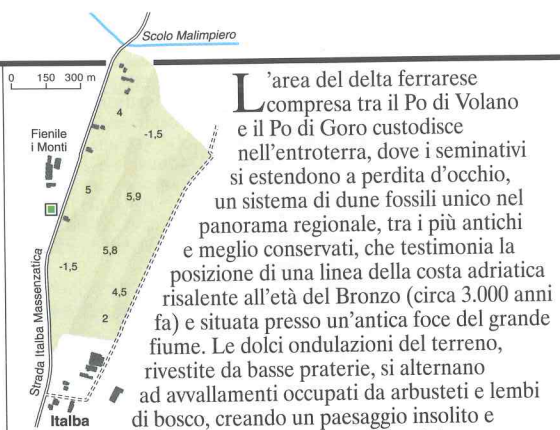 Scolo Malimpiero
0 150 300 m
4
-1,5
Fienile
i Monti
5
5,9
5,8
-1,5
4,5
2
Strada Italba Massenzatica
Italba
L'area del delta ferrarese
compresa tra il Po di Volano
e il Po di Goro custodisce
nell'entroterra, dove i seminativi
si estendono a perdita d'occhio,
un sistema di dune fossili unico nel
panorama regionale, tra i più antichi
e meglio conservati, che testimonia la
posizione di una linea della costa adriatica
risalente all'età del Bronzo (circa 3.000 anni
fa) e situata presso un'antica foce del grande
fiume. Le dolci ondulazioni del terreno,
rivestite da basse praterie, si alternano
ad avvallamenti occupati da arbusteti e lembi
di bosco, creando un paesaggio insolito e